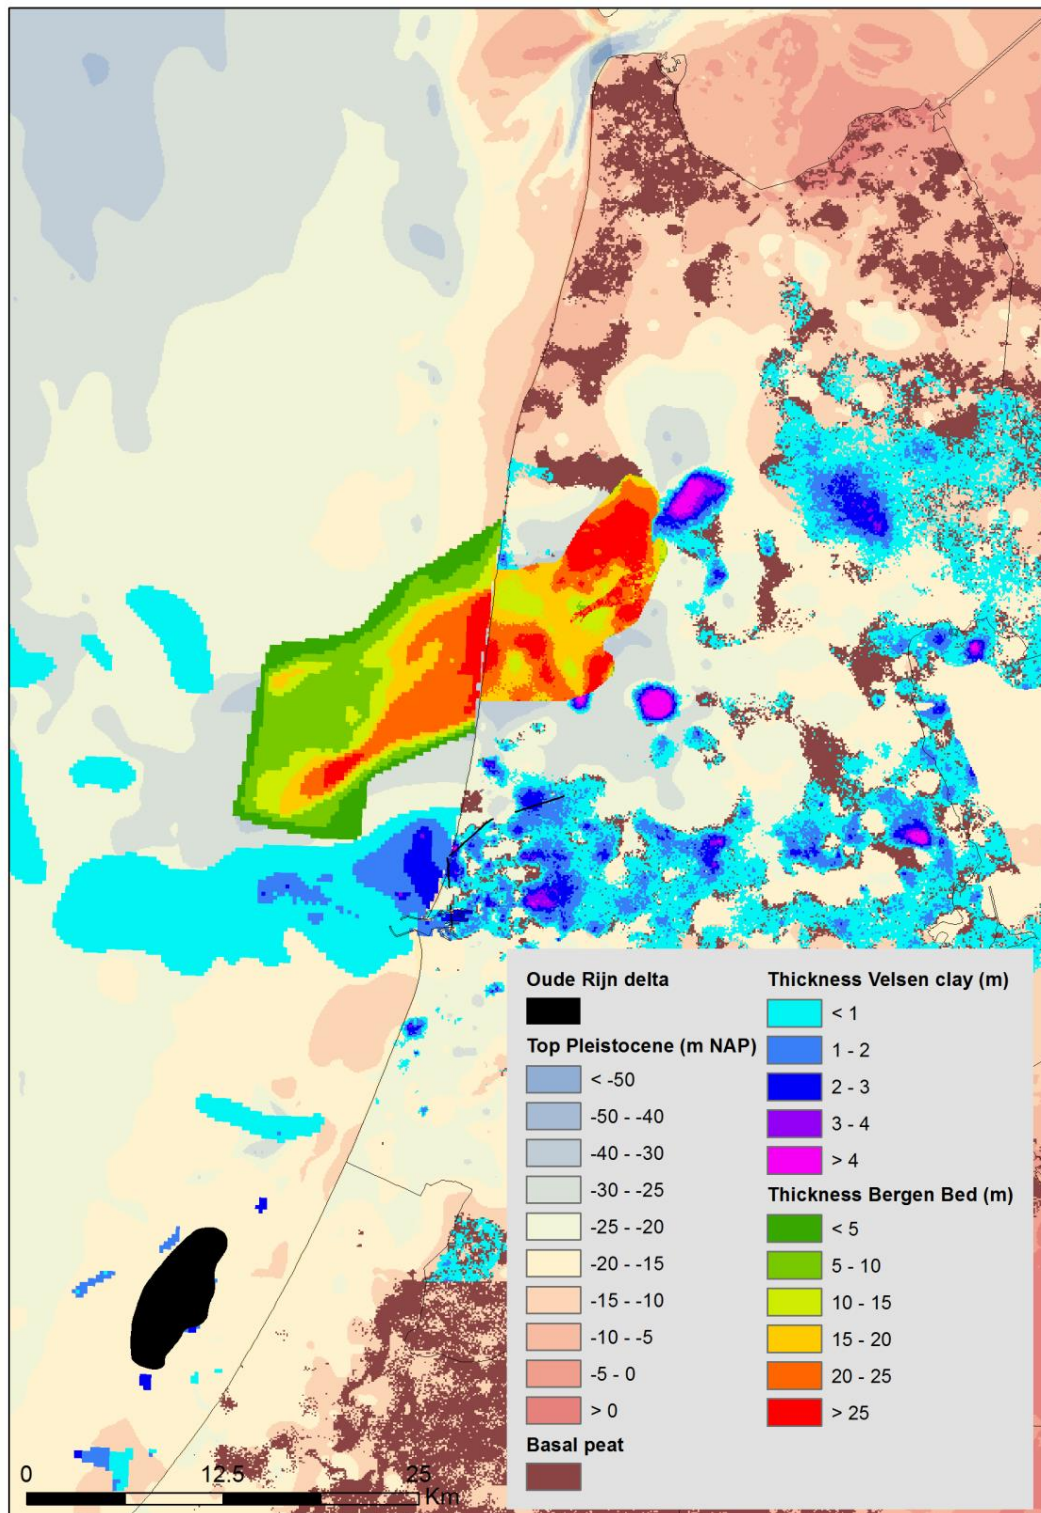 Oude Rijn delta
Top Pleistocene (m NAP)
< -50
-50 - -40
-40 - -30
-30 - -25
-25 - -20
-20 - -15
-15 - -10
-10 - -5
-5 - 0
> 0
Basal peat
Thickness Velsen clay (m)
< 1
1 - 2
2 - 3
3 - 4
> 4
Thickness Bergen Bed (m)
< 5
5 - 10
10 - 15
15 - 20
20 - 25
> 25
0 12.5 25
Km